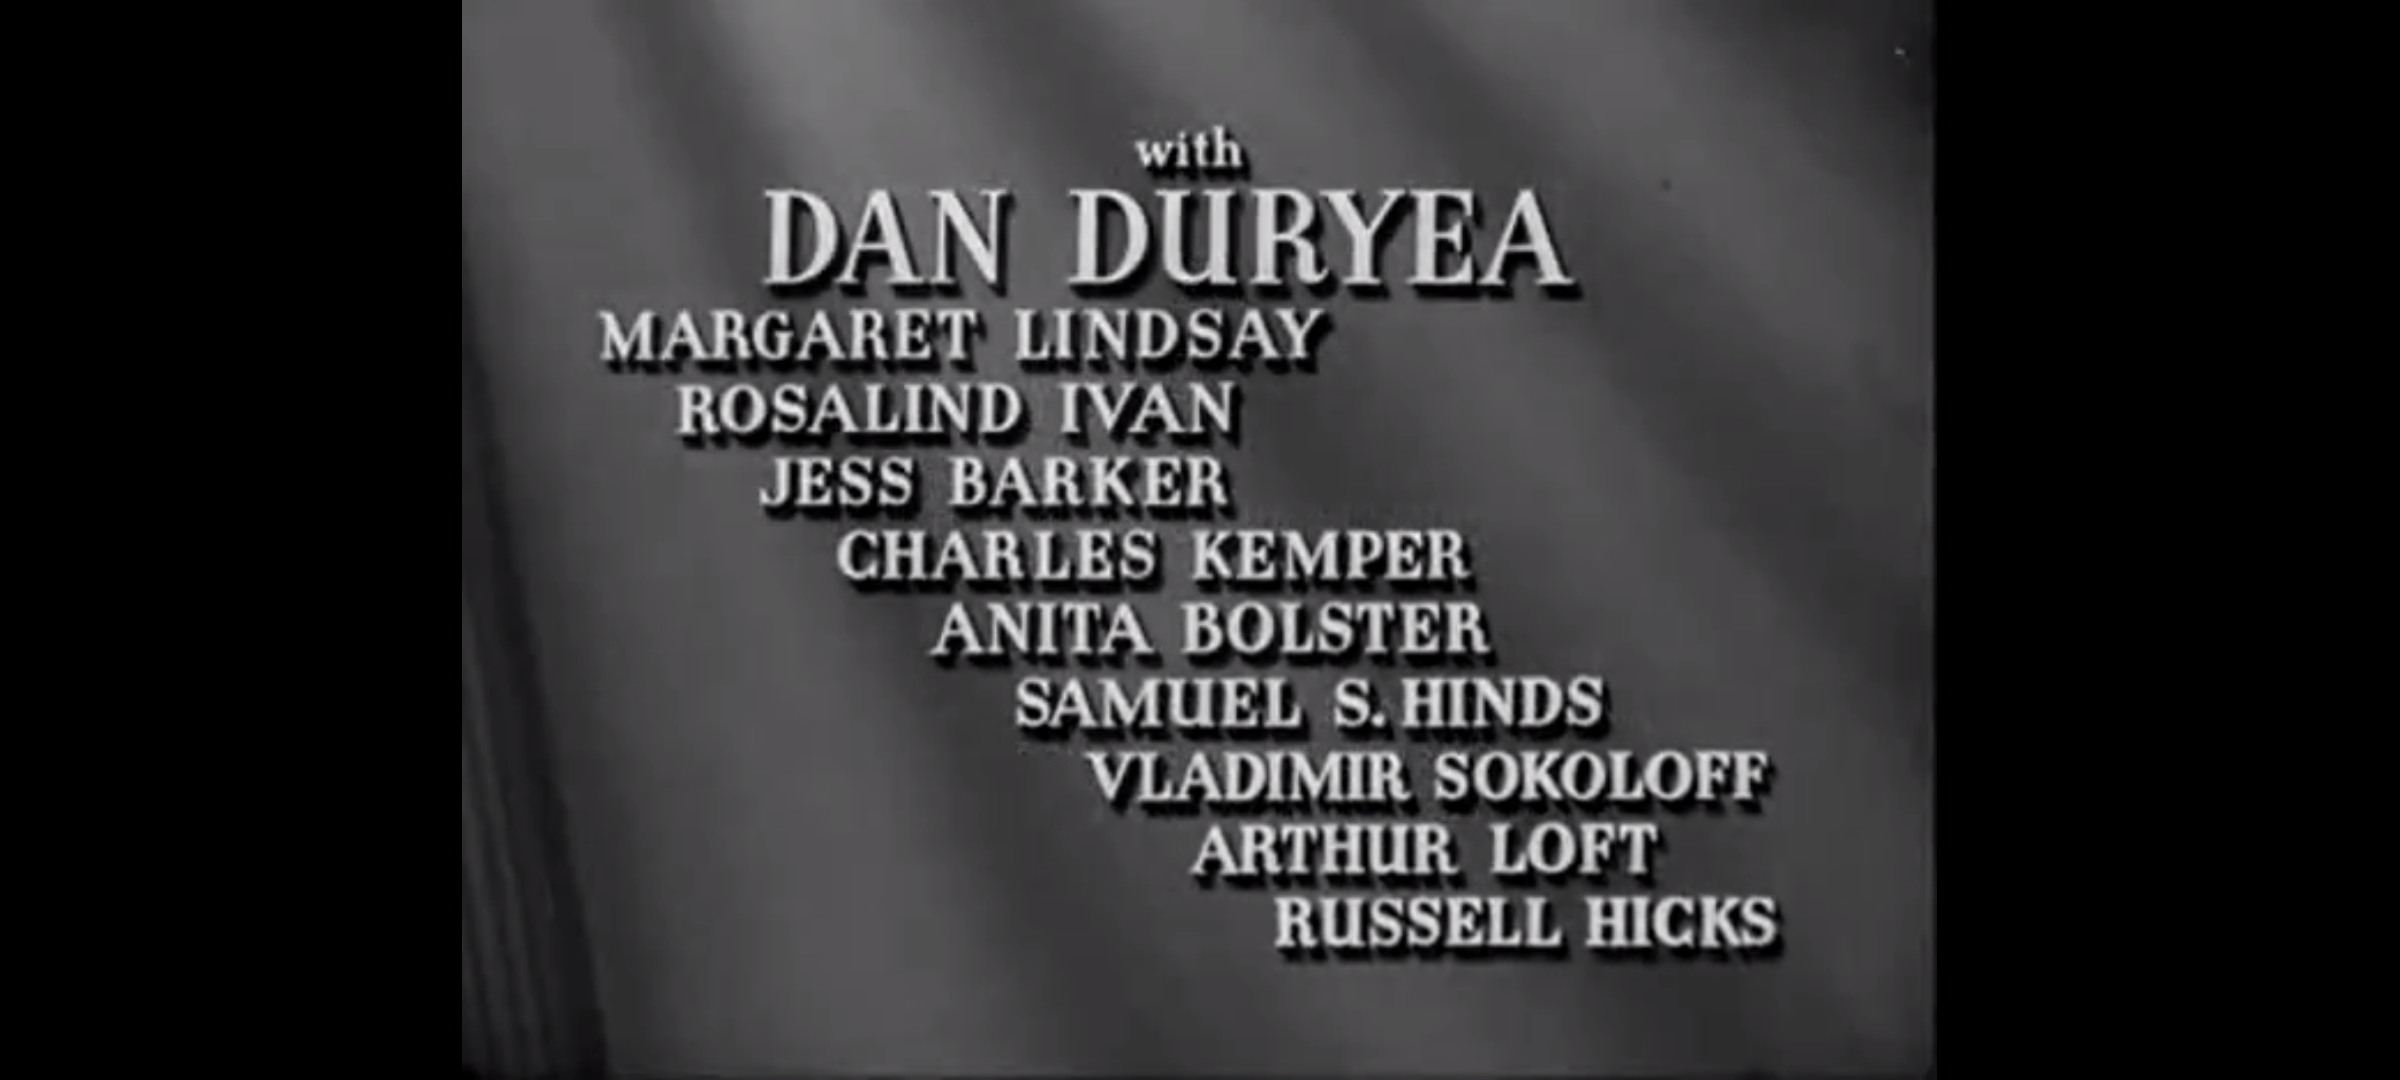 with
DAN DURYEA
MARGARET LINDSAY
ROSALIND IVAN
JESS BARKER
CHARLES KEMPER
ANITA BOLSTER
SAMUEL S. HINDS
VLADIMIR SOKOLOFF
ARTHUR LOFT
RUSSELL HICKS